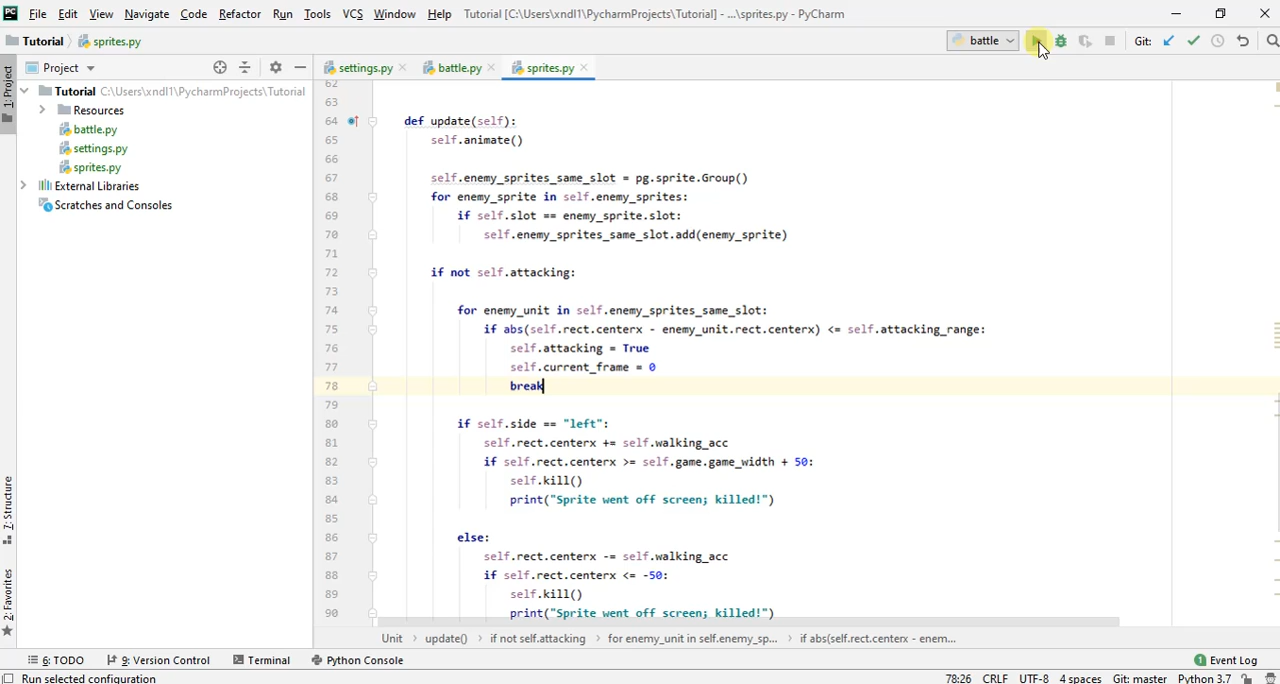 File Edit View Navigate Code Refactor Run Tools VCS Window Help Tutorial [C:\Users\xndl1\PycharmProjects\Tutorial] - ...\sprites.py - PyCharm
Tutorial sprites.py battle Git:
Project settings.py battle.py sprites.py
1: Project
Tutorial C:\Users\xndl1\PycharmProjects\Tutorial
Resources
battle.py
settings.py
sprites.py
External Libraries
Scratches and Consoles
7: Structure
2: Favorites
62
63
64 def update(self):
65 self.animate()
66
67 self.enemy_sprites_same_slot = pg.sprite.Group()
68 for enemy_sprite in self.enemy_sprites:
69 if self.slot == enemy_sprite.slot:
70 self.enemy_sprites_same_slot.add(enemy_sprite)
71
72 if not self.attacking:
73
74 for enemy_unit in self.enemy_sprites_same_slot:
75 if abs(self.rect.centerx - enemy_unit.rect.centerx) <= self.attacking_range:
76 self.attacking = True
77 self.current_frame = 0
78 break
79
80 if self.side == "left":
81 self.rect.centerx += self.walking_acc
82 if self.rect.centerx >= self.game.game_width + 50:
83 self.kill()
84 print("Sprite went off screen; killed!")
85
86 else:
87 self.rect.centerx -= self.walking_acc
88 if self.rect.centerx <= -50:
89 self.kill()
90 print("Sprite went off screen; killed!")
Unit › update() › if not self.attacking › for enemy_unit in self.enemy_sp... › if abs(self.rect.centerx - enem...
6: TODO 9: Version Control Terminal Python Console 1 Event Log
Run selected configuration 78:26 CRLF UTF-8 4 spaces Git: master Python 3.7